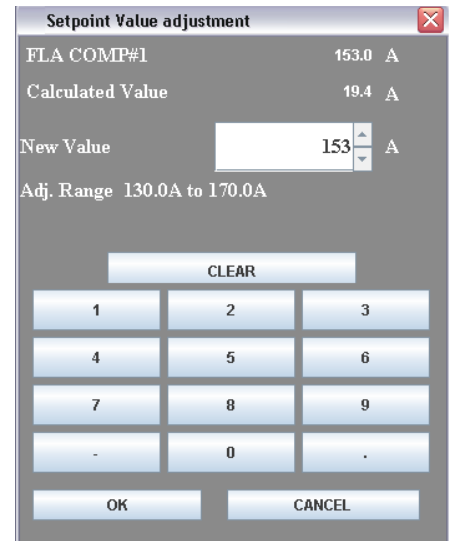 Setpoint Value adjustment
FLA COMP#1 153.0 A
Calculated Value 19.4 A
New Value 153 A
Adj. Range 130.0A to 170.0A
CLEAR
1 2 3
4 5 6
7 8 9
- 0 .
OK CANCEL